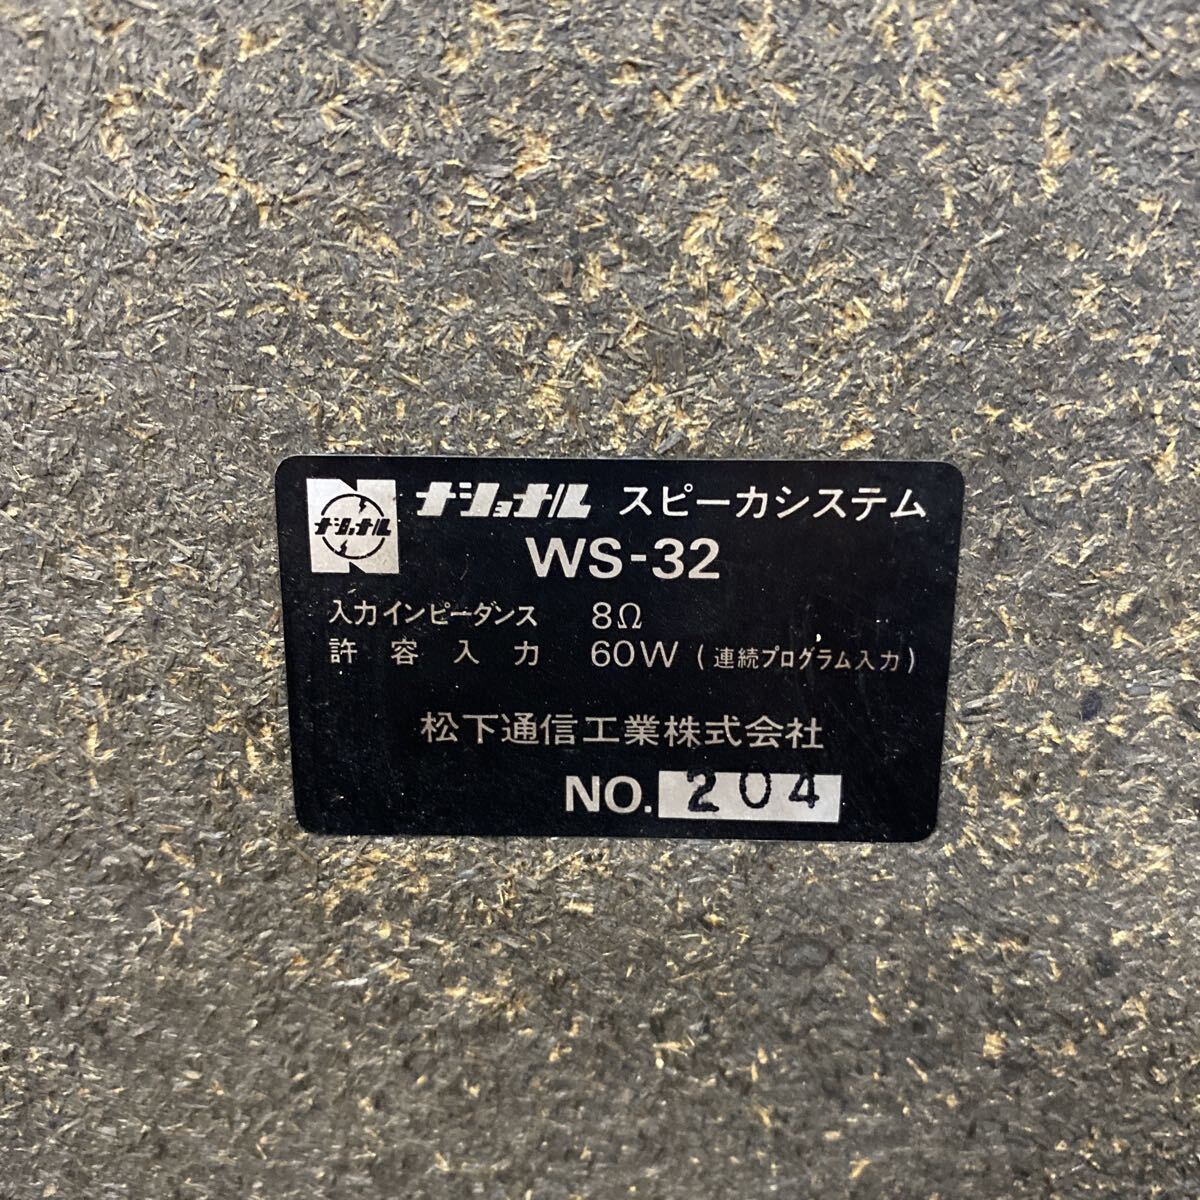 ナショナル
ナショナル スピーカシステム
WS-32
入力インピーダンス 8Ω
許容入力 60W (連続プログラム入力)
松下通信工業株式会社
NO. 204